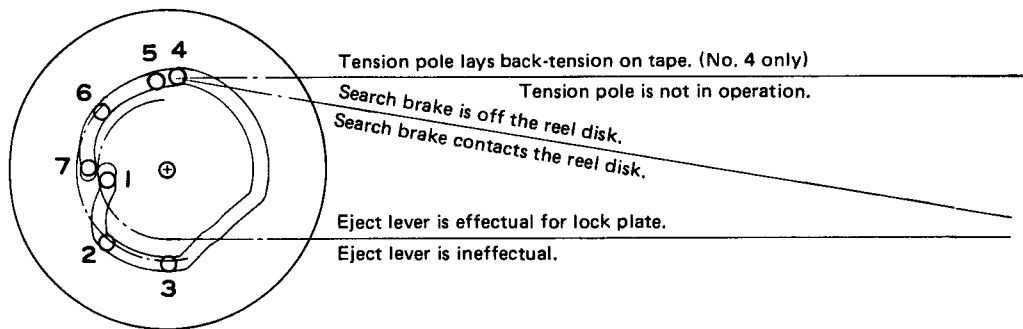 5 4
Tension pole lays back-tension on tape. (No. 4 only)
Tension pole is not in operation.
6
Search brake is off the reel disk.
Search brake contacts the reel disk.
7
1
Eject lever is effectual for lock plate.
2
Eject lever is ineffectual.
3